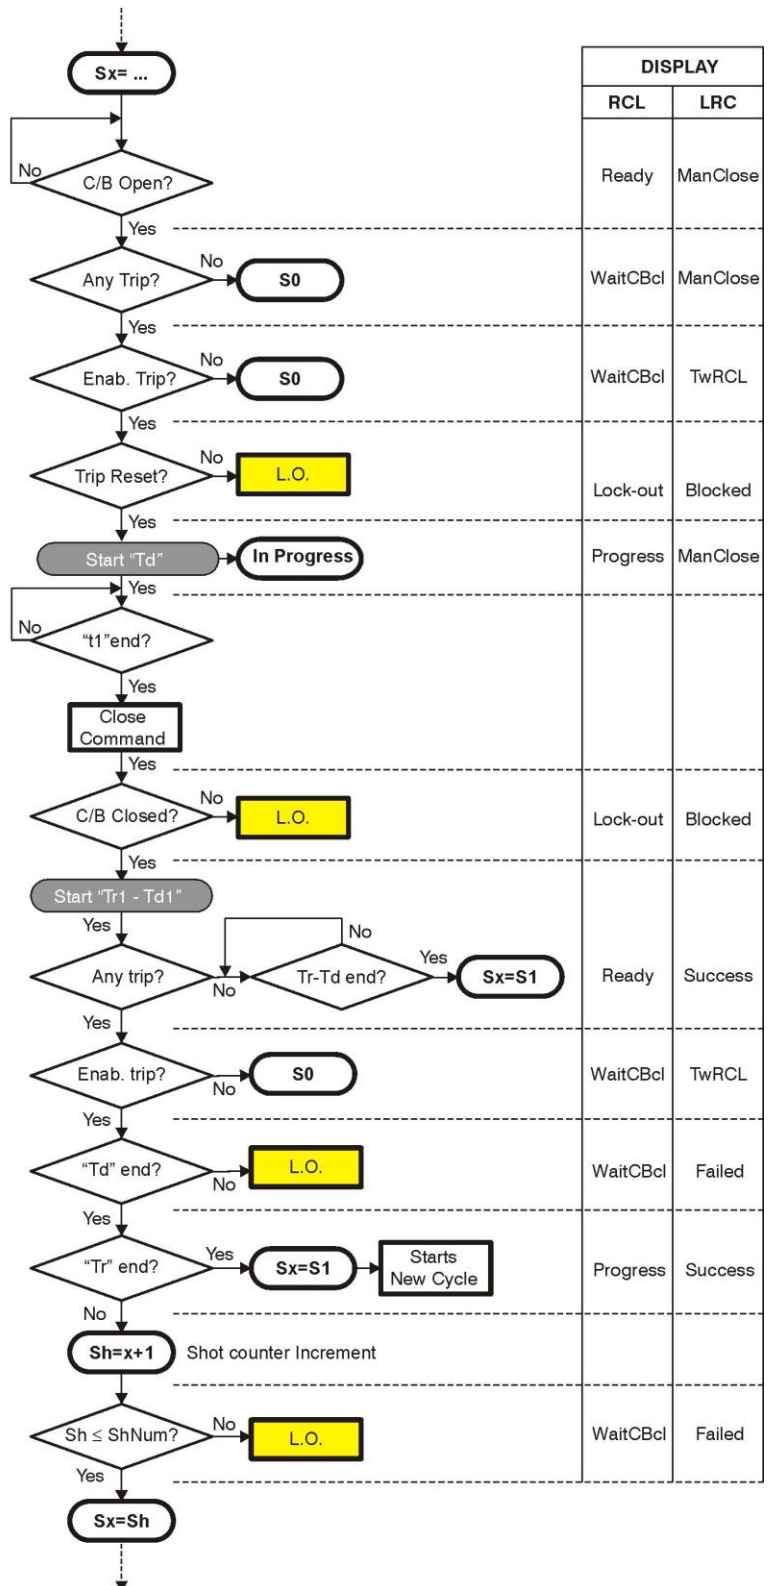 Sx= ...
DISPLAY
RCL LRC
No
C/B Open?
Ready ManClose
Yes
No
Any Trip?
S0
WaitCBcl ManClose
Yes
No
Enab. Trip?
S0
WaitCBcl TwRCL
Yes
No
Trip Reset?
L.O.
Lock-out Blocked
Yes
Start "Td"
In Progress
Progress ManClose
Yes
No
"t1"end?
Yes
Close
Command
Yes
No
C/B Closed?
L.O.
Lock-out Blocked
Yes
Start "Tr1 - Td1"
Yes
No
Any trip?
No
Tr-Td end?
Yes
Sx=S1
Ready Success
Yes
Enab. trip?
No
S0
WaitCBcl TwRCL
Yes
"Td" end?
No
L.O.
WaitCBcl Failed
Yes
"Tr" end?
Yes
Sx=S1
Starts
New Cycle
Progress Success
No
Sh=x+1
Shot counter Increment
Sh ≤ ShNum?
No
L.O.
WaitCBcl Failed
Yes
Sx=Sh